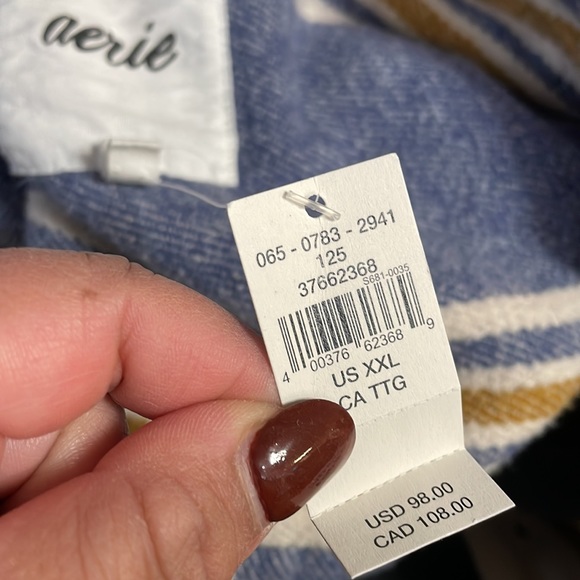 aerie
065 - 0783 - 2941
125
37662368
S681-0035
4 00376 62368 9
US XXL
CA TTG
USD 98.00
CAD 108.00